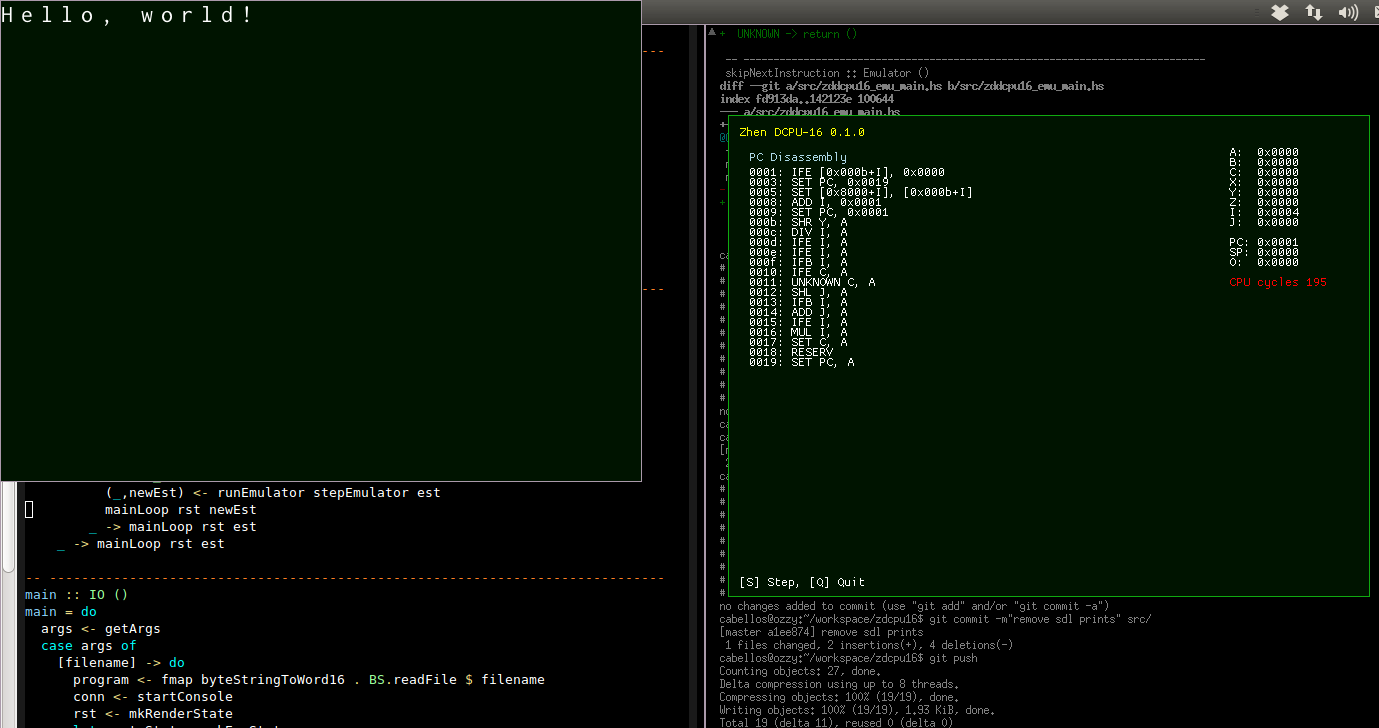 Hello, world!
(_,newEst) <- runEmulator stepEmulator est
mainLoop rst newEst
_ -> mainLoop rst est
_ -> mainLoop rst est
-- -----------------------------------------------------------------------------
main :: IO ()
main = do
args <- getArgs
case args of
[filename] -> do
program <- fmap byteStringToWord16 . BS.readFile $ filename
conn <- startConsole
rst <- mkRenderState
+  UNKNOWN -> return ()
-- -----------------------------------------------------------------------------
skipNextInstruction :: Emulator ()
diff --git a/src/zddcpu16_emu_main.hs b/src/zddcpu16_emu_main.hs
index fd913da..142123e 100644
--- a/src/zddcpu16_emu_main.hs
Zhen DCPU-16 0.1.0
PC Disassembly
0001: IFE [0x000b+I], 0x0000
0003: SET PC, 0x0019
0005: SET [0x8000+I], [0x000b+I]
0008: ADD I, 0x0001
0009: SET PC, 0x0001
000b: SHR Y, A
000c: DIV I, A
000d: IFE I, A
000e: IFE I, A
000f: IFB I, A
0010: IFE C, A
0011: UNKNOWN C, A
0012: SHL J, A
0013: IFB I, A
0014: ADD J, A
0015: IFE I, A
0016: MUL I, A
0017: SET C, A
0018: RESERV
0019: SET PC, A
A:  0x0000
B:  0x0000
C:  0x0000
X:  0x0000
Y:  0x0000
Z:  0x0000
I:  0x0004
J:  0x0000
PC: 0x0001
SP: 0x0000
O:  0x0000
CPU cycles 195
[S] Step, [Q] Quit
no changes added to commit (use "git add" and/or "git commit -a")
cabellos@ozzy:~/workspace/zdcpu16$ git commit -m"remove sdl prints" src/
[master a1ee874] remove sdl prints
1 files changed, 2 insertions(+), 4 deletions(-)
cabellos@ozzy:~/workspace/zdcpu16$ git push
Counting objects: 27, done.
Delta compression using up to 8 threads.
Compressing objects: 100% (19/19), done.
Writing objects: 100% (19/19), 1.93 KiB, done.
Total 19 (delta 11), reused 0 (delta 0)